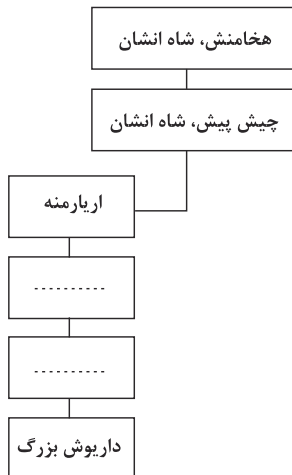 هخامنش، شاه انشان
چیش پیش، شاه انشان
اریارمنه
..........
..........
داریوش بزرگ